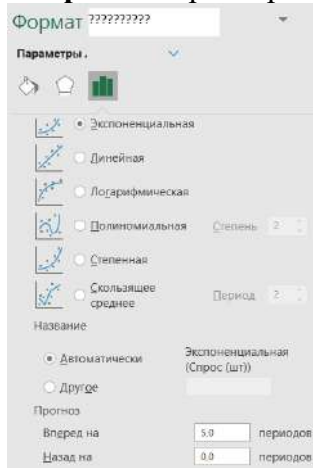 Формат ??????????
Параметры .
Экспоненциальная
Линейная
Логарифмическая
Полиномиальная Степень 2
Степенная
Скользящее среднее Период 2
Название
Автоматически Экспоненциальная (Спрос (шт))
Другое
Прогноз
Вперед на 5,0 периодов
Назад на 0,0 периодов